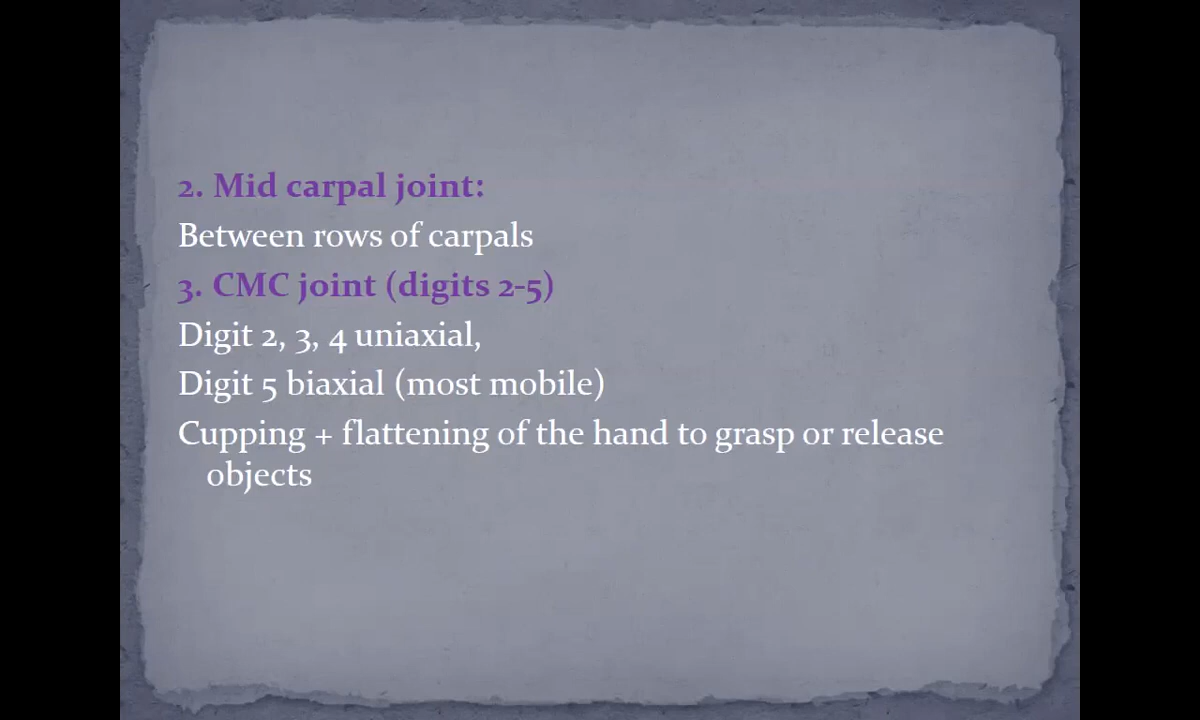 2. Mid carpal joint:
Between rows of carpals
3. CMC joint (digits 2-5)
Digit 2, 3, 4 uniaxial,
Digit 5 biaxial (most mobile)
Cupping + flattening of the hand to grasp or release
objects